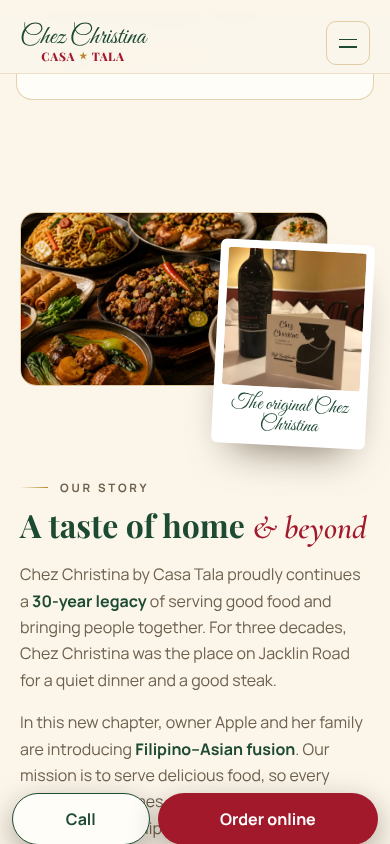 Chez Christina
CASA ★ TALA
Chez
Christina
The original Chez
Christina
OUR STORY
A taste of home & beyond
Chez Christina by Casa Tala proudly continues
a 30-year legacy of serving good food and
bringing people together. For three decades,
Chez Christina was the place on Jacklin Road
for a quiet dinner and a good steak.
In this new chapter, owner Apple and her family
are introducing Filipino–Asian fusion. Our
mission is to serve delicious food, so every
Call
Order online